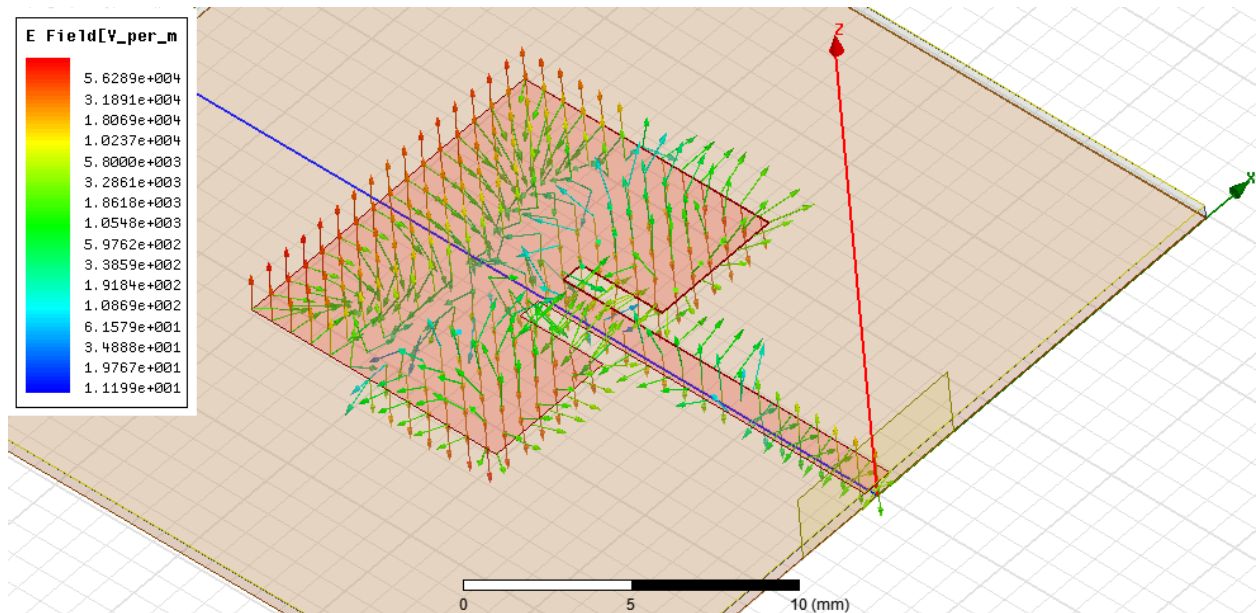 E Field[V_per_m
5.6289e+004
3.1891e+004
1.8069e+004
1.0237e+004
5.8000e+003
3.2861e+003
1.8618e+003
1.0548e+003
5.9762e+002
3.3859e+002
1.9184e+002
1.0869e+002
6.1579e+001
3.4888e+001
1.9767e+001
1.1199e+001
Z
X
0
5
10 (mm)